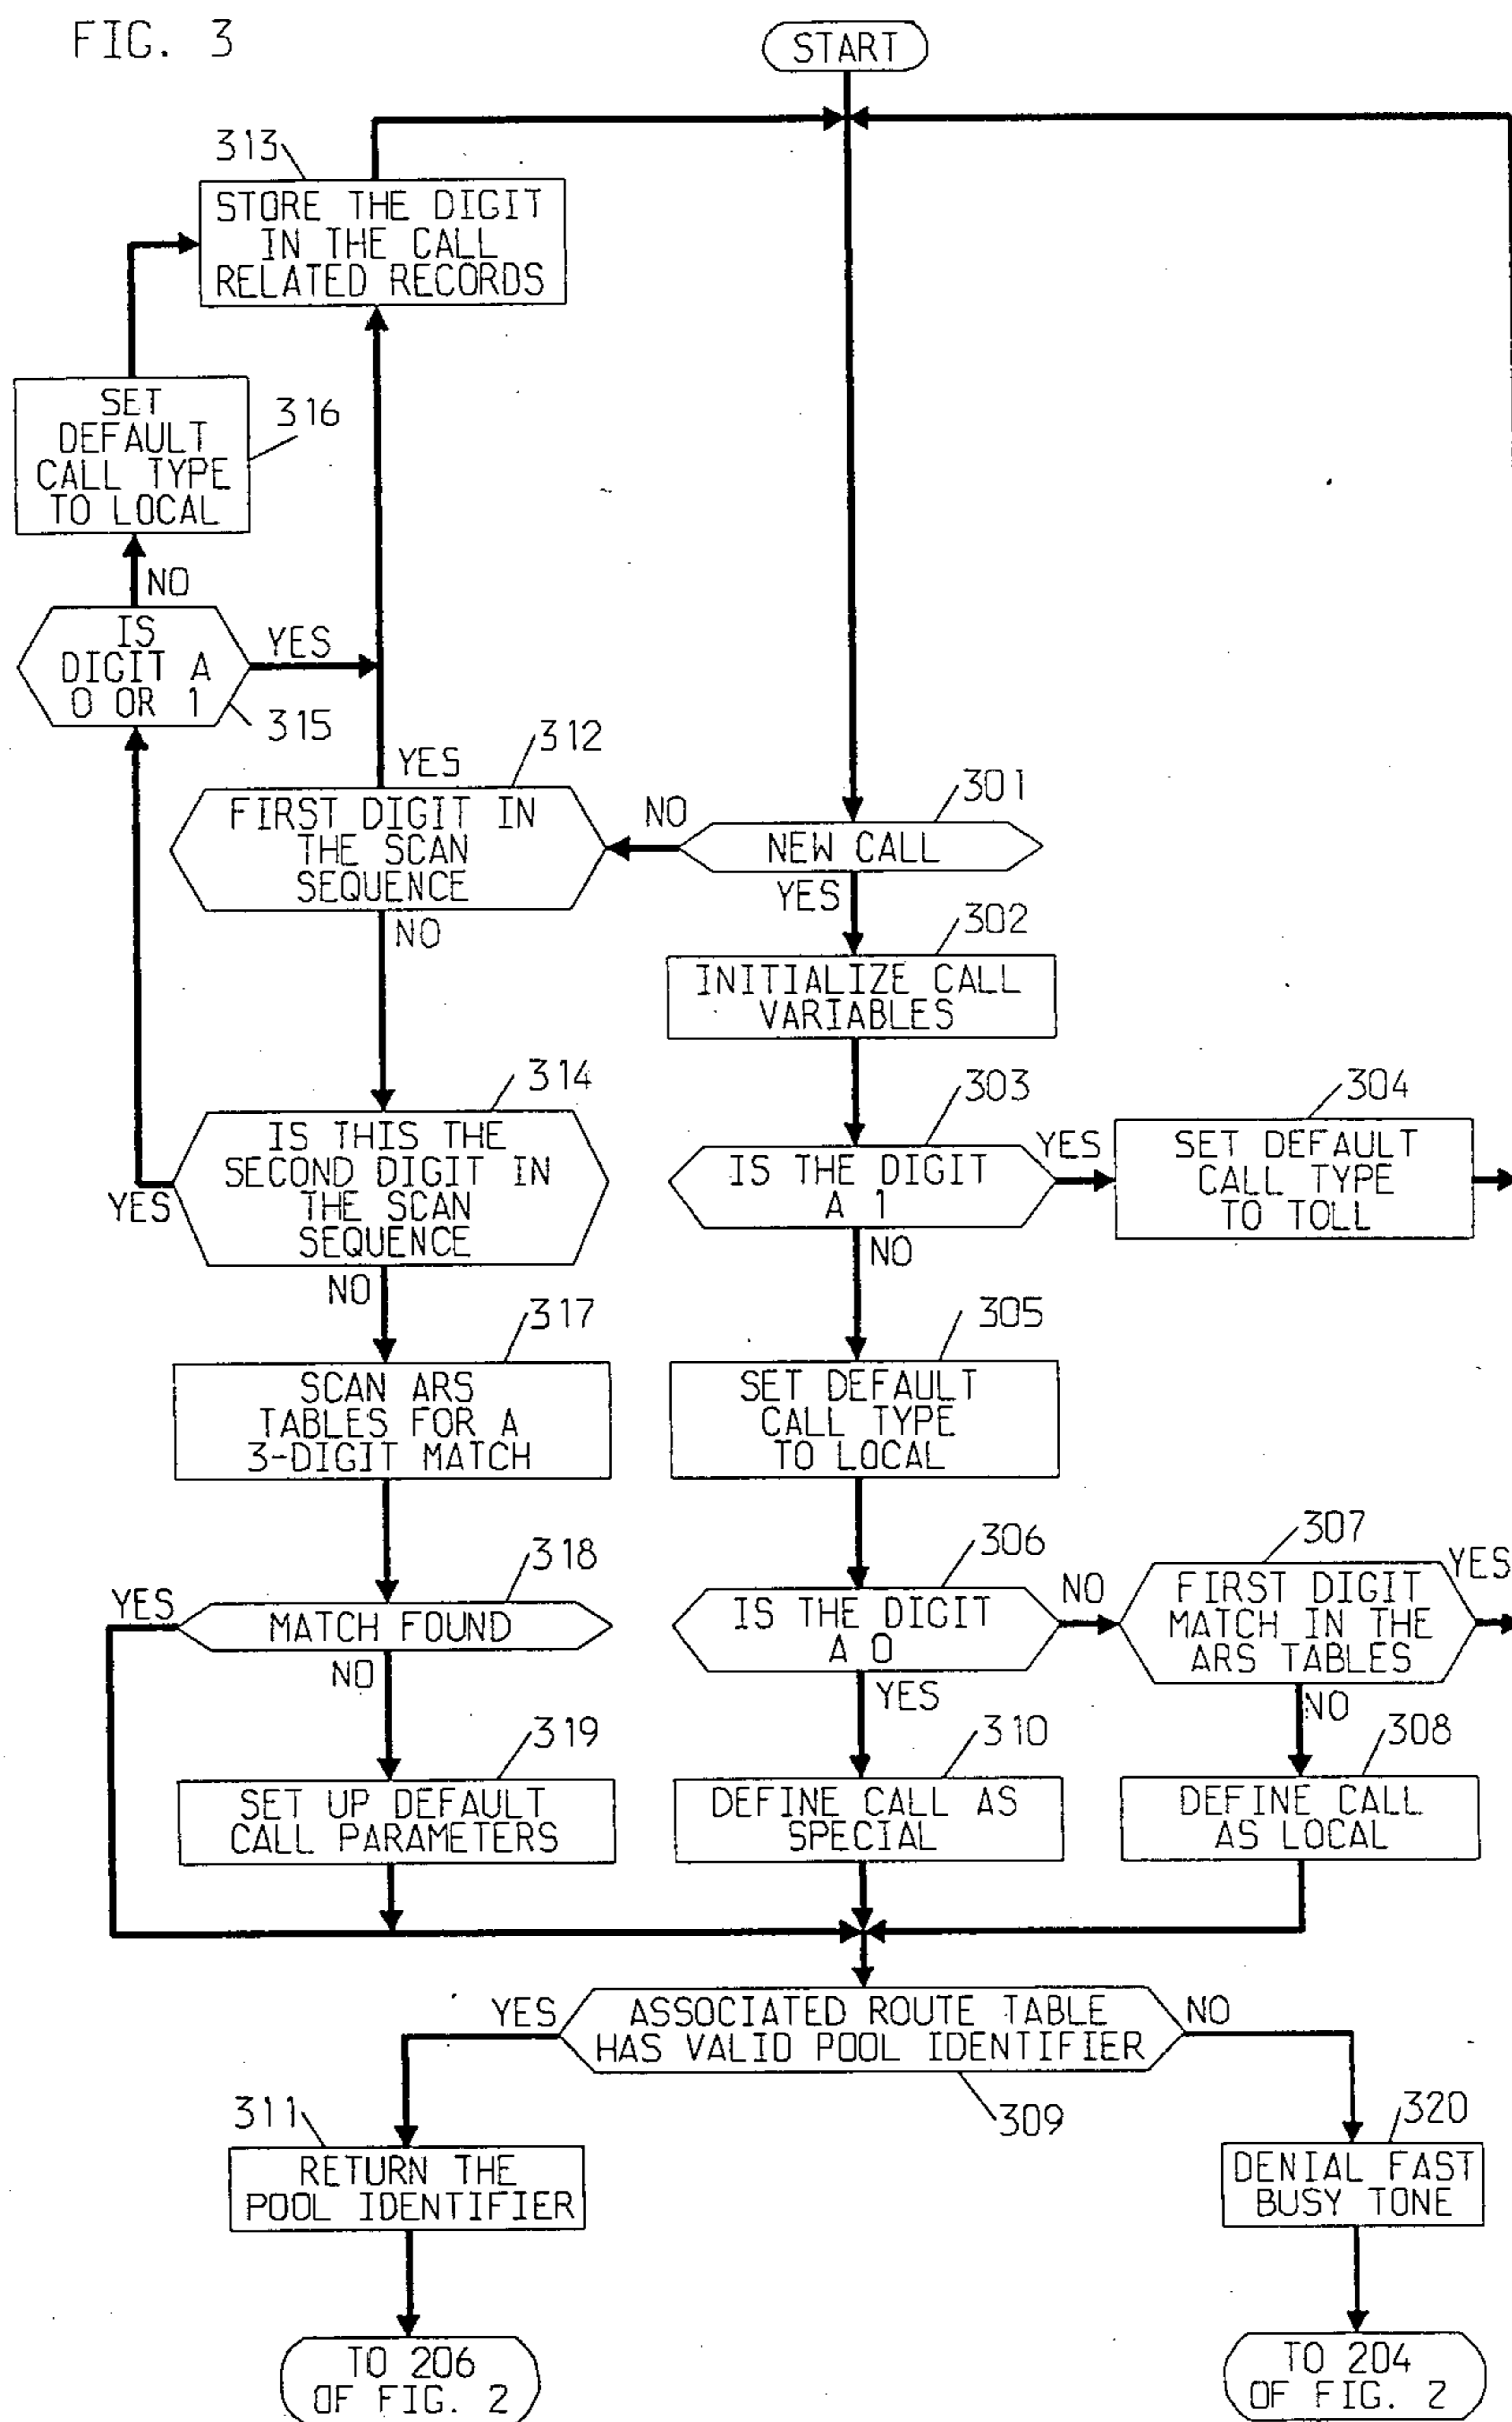 FIG. 3
START
313
STORE THE DIGIT
IN THE CALL
RELATED RECORDS
SET
DEFAULT
CALL TYPE
TO LOCAL
316
NO
IS
DIGIT A
0 OR 1
YES
315
312
YES
FIRST DIGIT IN
THE SCAN
SEQUENCE
NO
NO
301
NEW CALL
YES
302
INITIALIZE CALL
VARIABLES
314
IS THIS THE
SECOND DIGIT IN
THE SCAN
SEQUENCE
YES
NO
303
IS THE DIGIT
A 1
YES
NO
304
SET DEFAULT
CALL TYPE
TO TOLL
317
SCAN ARS
TABLES FOR A
3-DIGIT MATCH
305
SET DEFAULT
CALL TYPE
TO LOCAL
318
YES
MATCH FOUND
NO
306
IS THE DIGIT
A 0
NO
YES
307
FIRST DIGIT
MATCH IN THE
ARS TABLES
YES
NO
319
SET UP DEFAULT
CALL PARAMETERS
310
DEFINE CALL AS
SPECIAL
308
DEFINE CALL
AS LOCAL
YES
ASSOCIATED ROUTE TABLE
HAS VALID POOL IDENTIFIER
NO
309
311
RETURN THE
POOL IDENTIFIER
320
DENIAL FAST
BUSY TONE
TO 206
OF FIG. 2
TO 204
OF FIG. 2